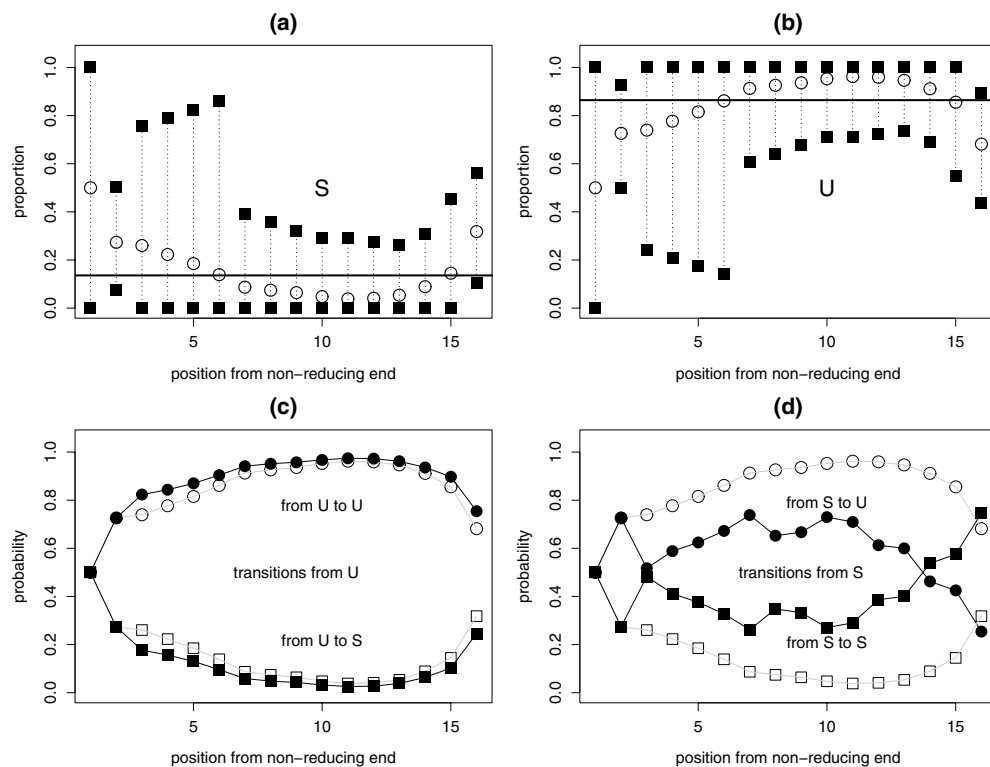 (a)
(b)
proportion
0.0 0.2 0.4 0.6 0.8 1.0
S
5 10 15
position from non−reducing end
proportion
0.0 0.2 0.4 0.6 0.8 1.0
U
5 10 15
position from non−reducing end
(c)
(d)
probability
0.0 0.2 0.4 0.6 0.8 1.0
from U to U
transitions from U
from U to S
5 10 15
position from non−reducing end
probability
0.0 0.2 0.4 0.6 0.8 1.0
from S to U
transitions from S
from S to S
5 10 15
position from non−reducing end